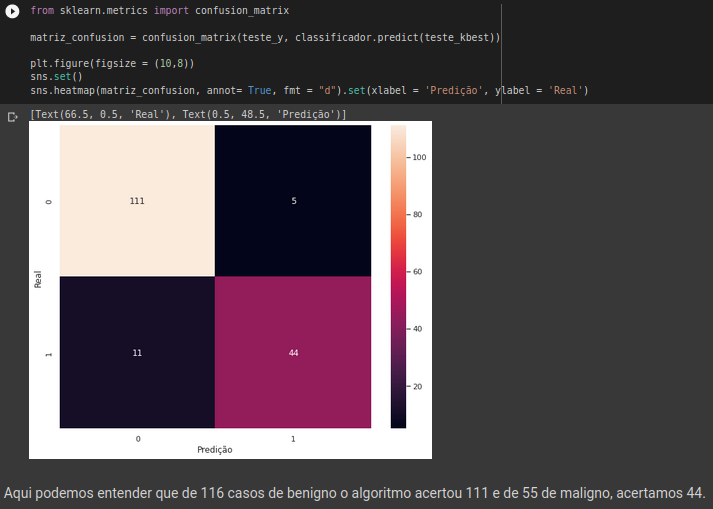 from sklearn.metrics import confusion_matrix
matriz_confusion = confusion_matrix(teste_y, classificador.predict(teste_kbest))
plt.figure(figsize = (10,8))
sns.set()
sns.heatmap(matriz_confusion, annot= True, fmt = "d").set(xlabel = 'Predição', ylabel = 'Real')
[Text(66.5, 0.5, 'Real'), Text(0.5, 48.5, 'Predição')]
100
0 111 5
80
Real
60
1 11 44
40
20
0 1
Predição
Aqui podemos entender que de 116 casos de benigno o algoritmo acertou 111 e de 55 de maligno, acertamos 44.